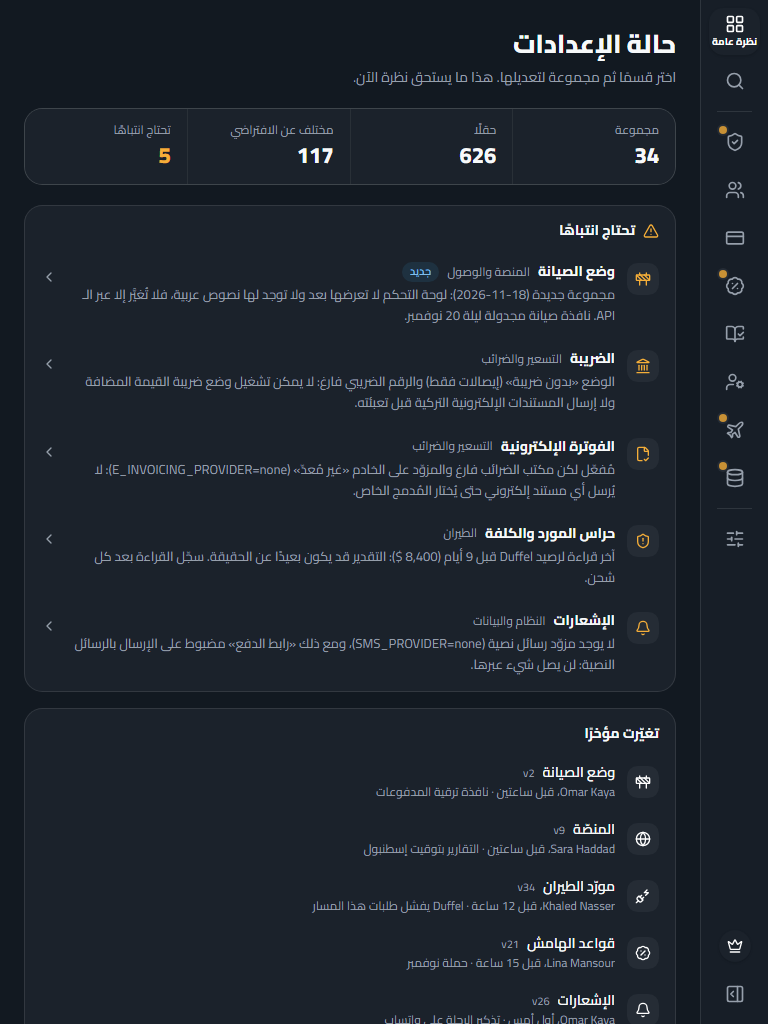 نظرة عامة
حالة الإعدادات
اختر قسمًا ثم مجموعة لتعديلها. هذا ما يستحق نظرة الآن.
مجموعة
34
حقلًا
626
مختلف عن الافتراضي
117
تحتاج انتباهًا
5
تحتاج انتباهًا
وضع الصيانة المنصة والوصول جديد
مجموعة جديدة (18-11-2026): لوحة التحكم لا تعرضها بعد ولا توجد لها نصوص عربية، فلا تُغيَّر إلا عبر الـ
API. نافذة صيانة مجدولة ليلة 20 نوفمبر.
الضريبة التسعير والضرائب
الوضع «بدون ضريبة» (إيصالات فقط) والرقم الضريبي فارغ: لا يمكن تشغيل وضع ضريبة القيمة المضافة
ولا إرسال المستندات الإلكترونية التركية قبل تعبئته.
الفوترة الإلكترونية التسعير والضرائب
مُفعّل لكن مكتب الضرائب فارغ والمزوّد على الخادم «غير مُعدّ» (E_INVOICING_PROVIDER=none): لا
يُرسل أي مستند إلكتروني حتى يُختار المُدمج الخاص.
حراس المورد والكلفة الطيران
آخر قراءة لرصيد Duffel قبل 9 أيام (8,400 $): التقدير قد يكون بعيدًا عن الحقيقة. سجّل القراءة بعد كل
شحن.
الإشعارات النظام والبيانات
لا يوجد مزوّد رسائل نصية (SMS_PROVIDER=none)، ومع ذلك «رابط الدفع» مضبوط على الإرسال بالرسائل
النصية: لن يصل شيء عبرها.
تغيّرت مؤخرًا
وضع الصيانة v2
Omar Kaya، قبل ساعتين · نافذة ترقية المدفوعات
المنصّة v9
Sara Haddad، قبل ساعتين · التقارير بتوقيت إسطنبول
مورّد الطيران v34
Khaled Nasser، قبل 12 ساعة · Duffel يفشل طلبات هذا المسار
قواعد الهامش v21
Lina Mansour، قبل 15 ساعة · حملة نوفمبر
الإشعارات v26
Omar Kaya، أول أمس · تذكير الرحلة على واتساب